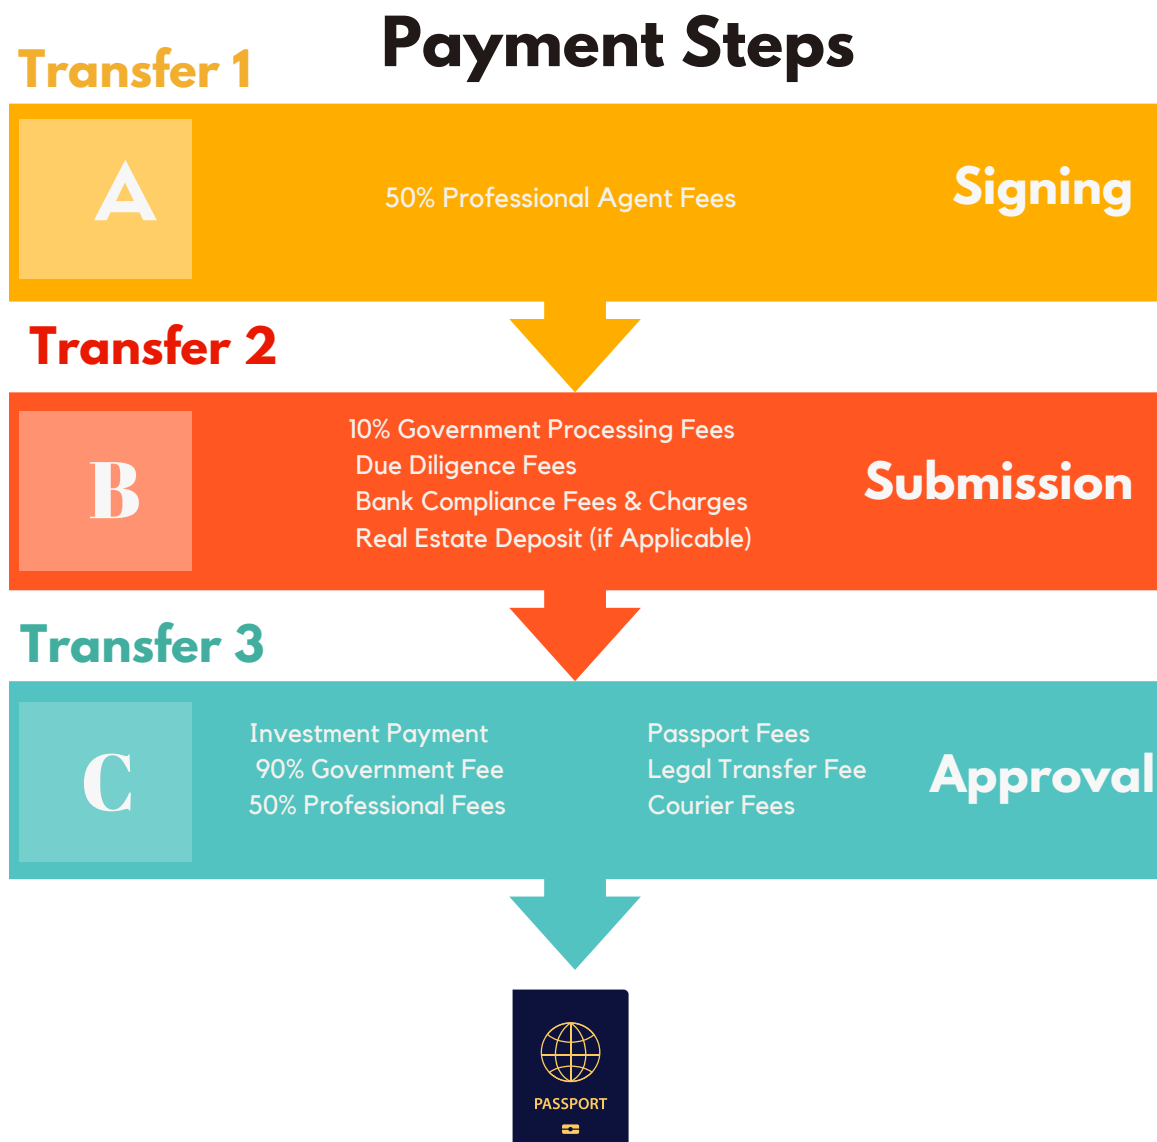 Payment Steps
Transfer 1
A
50% Professional Agent Fees
Signing
Transfer 2
B
10% Government Processing Fees
Due Diligence Fees
Bank Compliance Fees & Charges
Real Estate Deposit (if Applicable)
Submission
Transfer 3
C
Investment Payment
90% Government Fee
50% Professional Fees
Passport Fees
Legal Transfer Fee
Courier Fees
Approval
PASSPORT